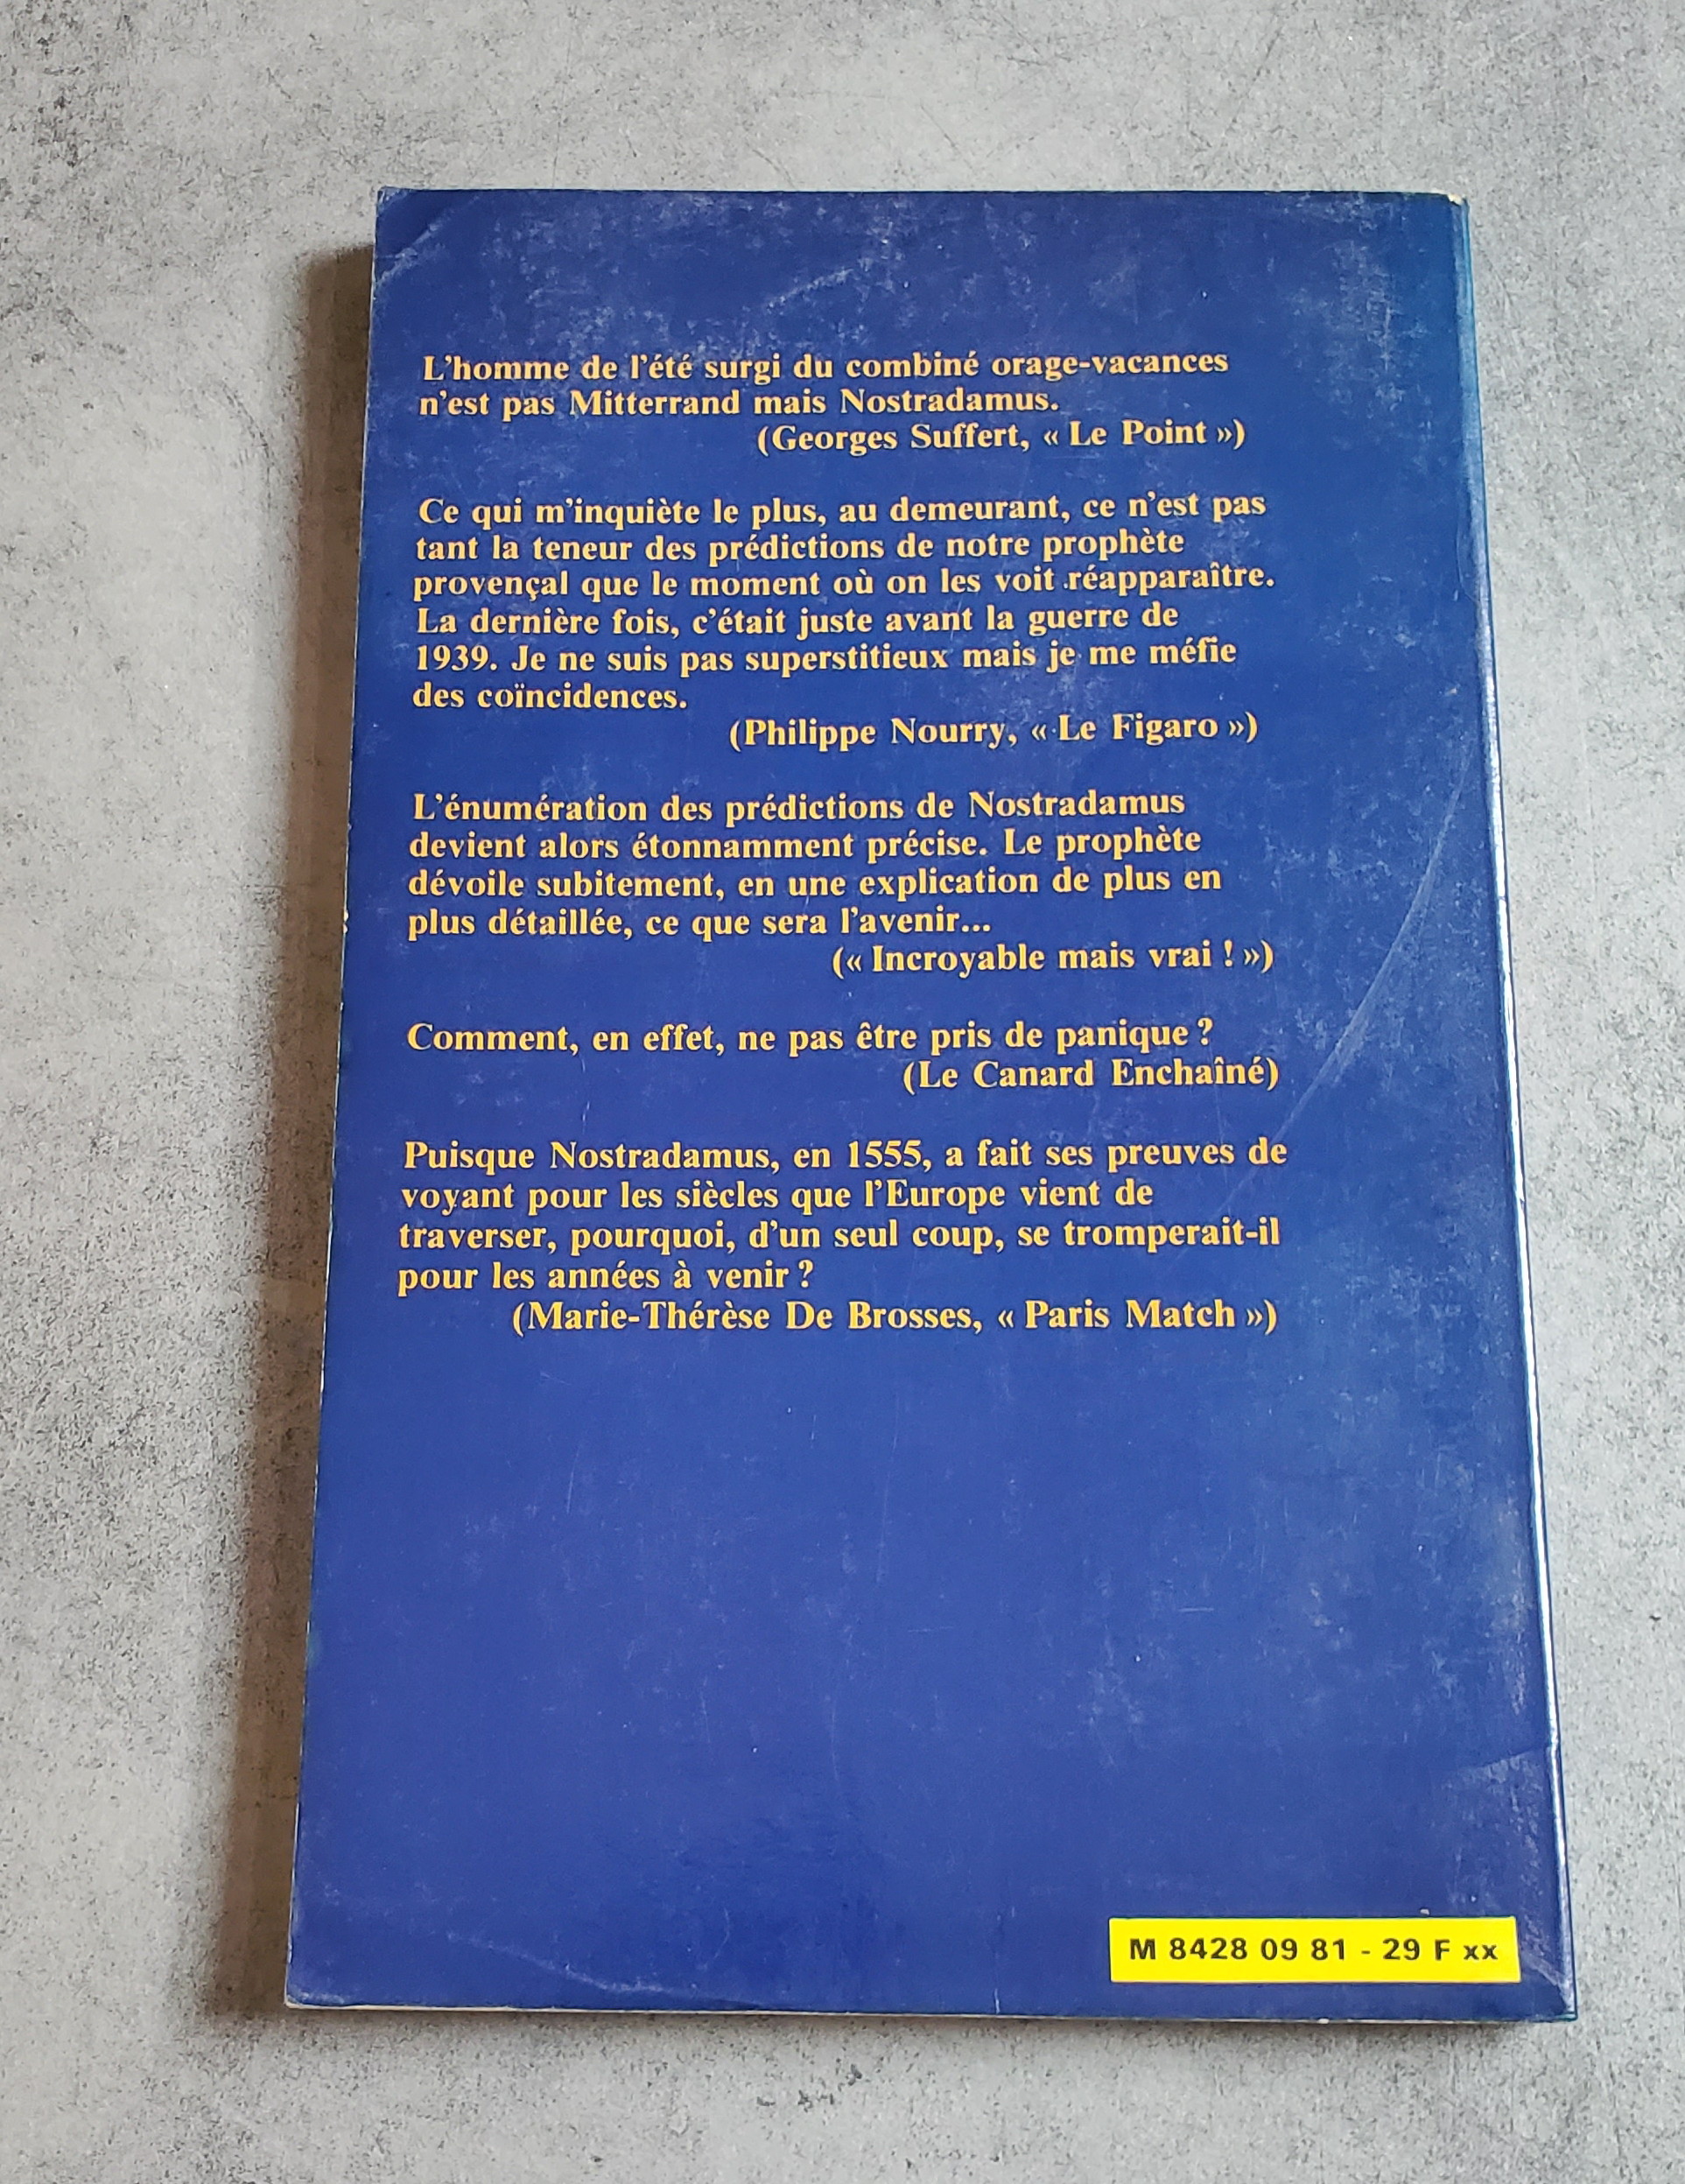 L'homme de l'été surgi du combiné orage-vacances
n'est pas Mitterrand mais Nostradamus.
(Georges Suffert, « Le Point »)
Ce qui m'inquiète le plus, au demeurant, ce n'est pas
tant la teneur des prédictions de notre prophète
provençal que le moment où on les voit réapparaître.
La dernière fois, c'était juste avant la guerre de
1939. Je ne suis pas superstitieux mais je me méfie
des coïncidences.
(Philippe Nourry, « Le Figaro »)
L'énumération des prédictions de Nostradamus
devient alors étonnamment précise. Le prophète
dévoile subitement, en une explication de plus en
plus détaillée, ce que sera l'avenir...
(« Incroyable mais vrai ! »)
Comment, en effet, ne pas être pris de panique ?
(Le Canard Enchaîné)
Puisque Nostradamus, en 1555, a fait ses preuves de
voyant pour les siècles que l'Europe vient de
traverser, pourquoi, d'un seul coup, se tromperait-il
pour les années à venir ?
(Marie-Thérèse De Brosses, « Paris Match »)
M 8428 09 81 - 29 F xx